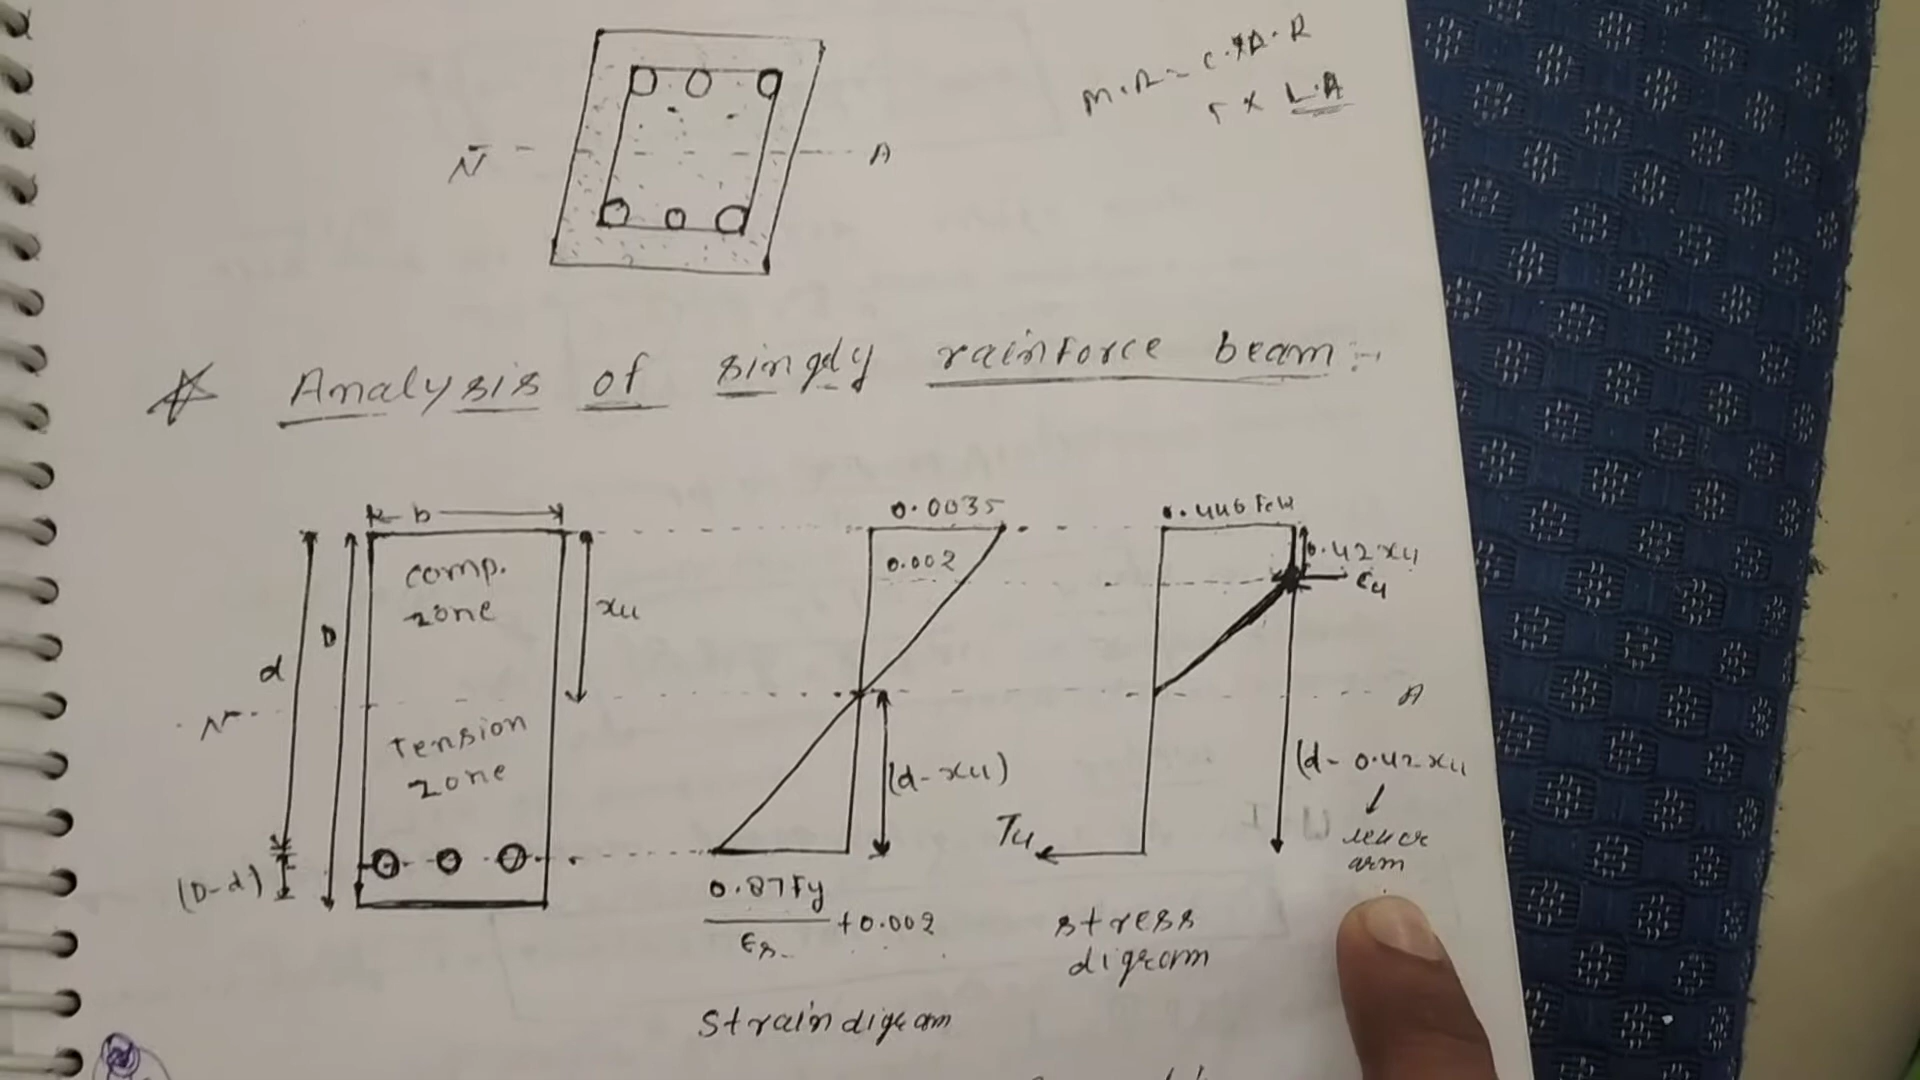 M.R = C.A.R
T x L.A
N A
Analysis of singly rainforce beam :-
b
0.0035
0.446 Fck
comp.
zone
0.002
0.42xu
Cu
xu
D
d
N
A
Tension
zone
(d-xu)
(d- 0.42xu
lever
arm
Tu
(D-d)
0.87Fy
+0.002
Es
stress
digram
Strain digram